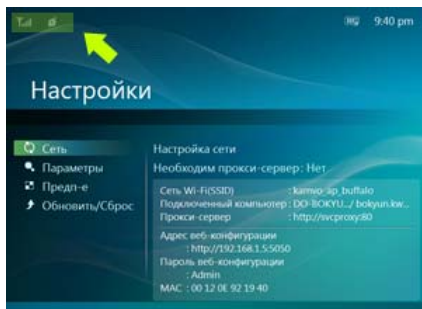 9:40 pm
Настройки
Сеть
Параметры
Предп-е
Обновить/Сброс
Настройка сети
Необходим прокси-сервер: Нет
Сеть Wi-Fi(SSID) : kamvo_ap_buffalo
Подключенный компьютер : DO-BOKYU.../ bokyun.kw...
Прокси-сервер : http://svcproxy:80
Адрес веб-конфигурации
: http://192.168.1.5:5050
Пароль веб-конфигурации
: Admin
MAC : 00 12 0E 92 19 40